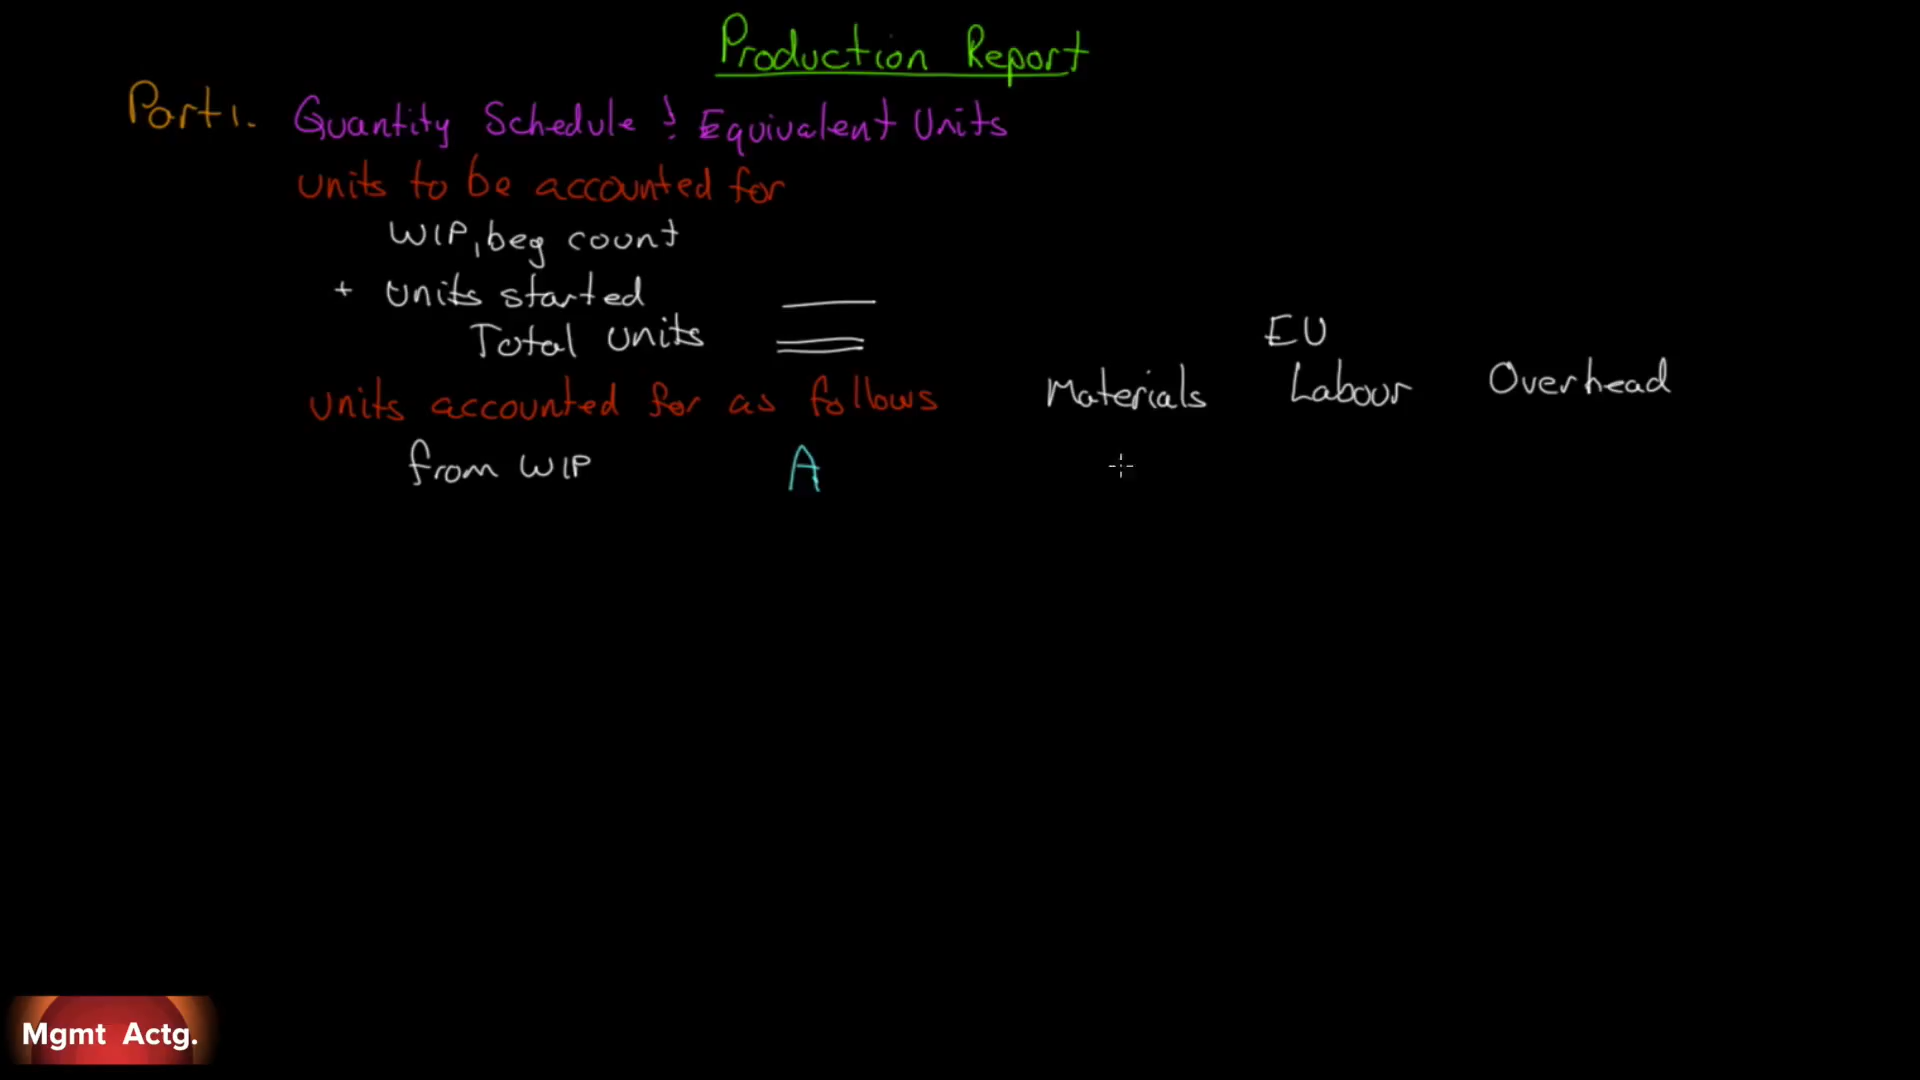 Production Report
Part 1. Quantity Schedule & Equivalent Units
units to be accounted for
WIP, beg count
+ units started
Total units
EU
Materials Labour Overhead
units accounted for as follows
from WIP A
Mgmt Actg.